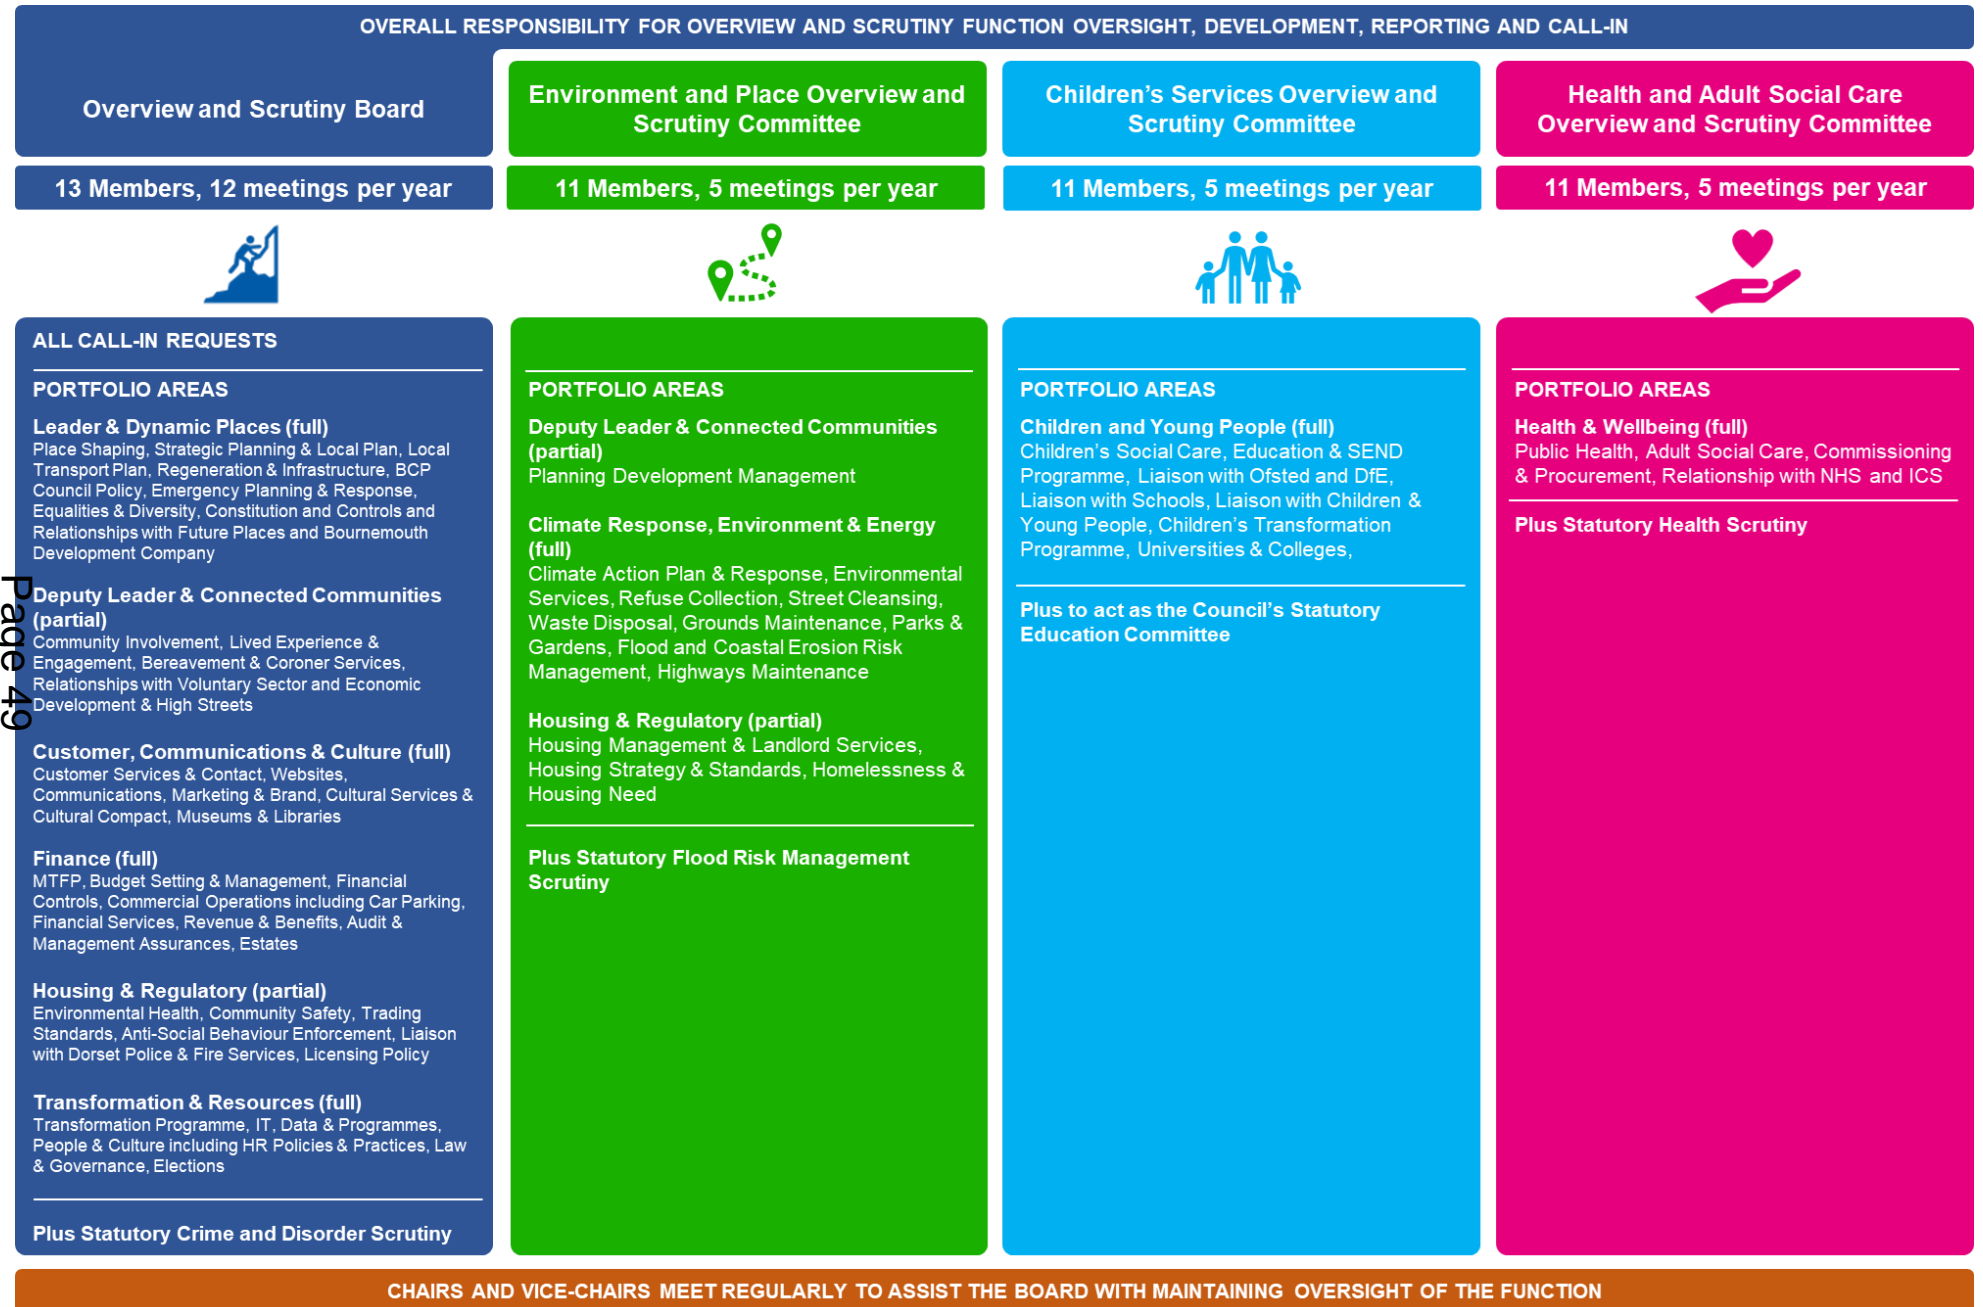 OVERALL RESPONSIBILITY FOR OVERVIEW AND SCRUTINY FUNCTION OVERSIGHT, DEVELOPMENT, REPORTING AND CALL-IN
Overview and Scrutiny Board
13 Members, 12 meetings per year
ALL CALL-IN REQUESTS
PORTFOLIO AREAS
Leader & Dynamic Places (full)
Place Shaping, Strategic Planning & Local Plan, Local
Transport Plan, Regeneration & Infrastructure, BCP
Council Policy, Emergency Planning & Response,
Equalities & Diversity, Constitution and Controls and
Relationships with Future Places and Bournemouth
Development Company
Deputy Leader & Connected Communities
(partial)
Community Involvement, Lived Experience &
Engagement, Bereavement & Coroner Services,
Relationships with Voluntary Sector and Economic
Development & High Streets
Customer, Communications & Culture (full)
Customer Services & Contact, Websites,
Communications, Marketing & Brand, Cultural Services &
Cultural Compact, Museums & Libraries
Finance (full)
MTFP, Budget Setting & Management, Financial
Controls, Commercial Operations including Car Parking,
Financial Services, Revenue & Benefits, Audit &
Management Assurances, Estates
Housing & Regulatory (partial)
Environmental Health, Community Safety, Trading
Standards, Anti-Social Behaviour Enforcement, Liaison
with Dorset Police & Fire Services, Licensing Policy
Transformation & Resources (full)
Transformation Programme, IT, Data & Programmes,
People & Culture including HR Policies & Practices, Law
& Governance, Elections
Plus Statutory Crime and Disorder Scrutiny
Environment and Place Overview and
Scrutiny Committee
11 Members, 5 meetings per year
PORTFOLIO AREAS
Deputy Leader & Connected Communities
(partial)
Planning Development Management
Climate Response, Environment & Energy
(full)
Climate Action Plan & Response, Environmental
Services, Refuse Collection, Street Cleansing,
Waste Disposal, Grounds Maintenance, Parks &
Gardens, Flood and Coastal Erosion Risk
Management, Highways Maintenance
Housing & Regulatory (partial)
Housing Management & Landlord Services,
Housing Strategy & Standards, Homelessness &
Housing Need
Plus Statutory Flood Risk Management
Scrutiny
Children's Services Overview and
Scrutiny Committee
11 Members, 5 meetings per year
PORTFOLIO AREAS
Children and Young People (full)
Children's Social Care, Education & SEND
Programme, Liaison with Ofsted and DfE,
Liaison with Schools, Liaison with Children &
Young People, Children's Transformation
Programme, Universities & Colleges,
Plus to act as the Council's Statutory
Education Committee
Health and Adult Social Care
Overview and Scrutiny Committee
11 Members, 5 meetings per year
PORTFOLIO AREAS
Health & Wellbeing (full)
Public Health, Adult Social Care, Commissioning
& Procurement, Relationship with NHS and ICS
Plus Statutory Health Scrutiny
CHAIRS AND VICE-CHAIRS MEET REGULARLY TO ASSIST THE BOARD WITH MAINTAINING OVERSIGHT OF THE FUNCTION
Page 49